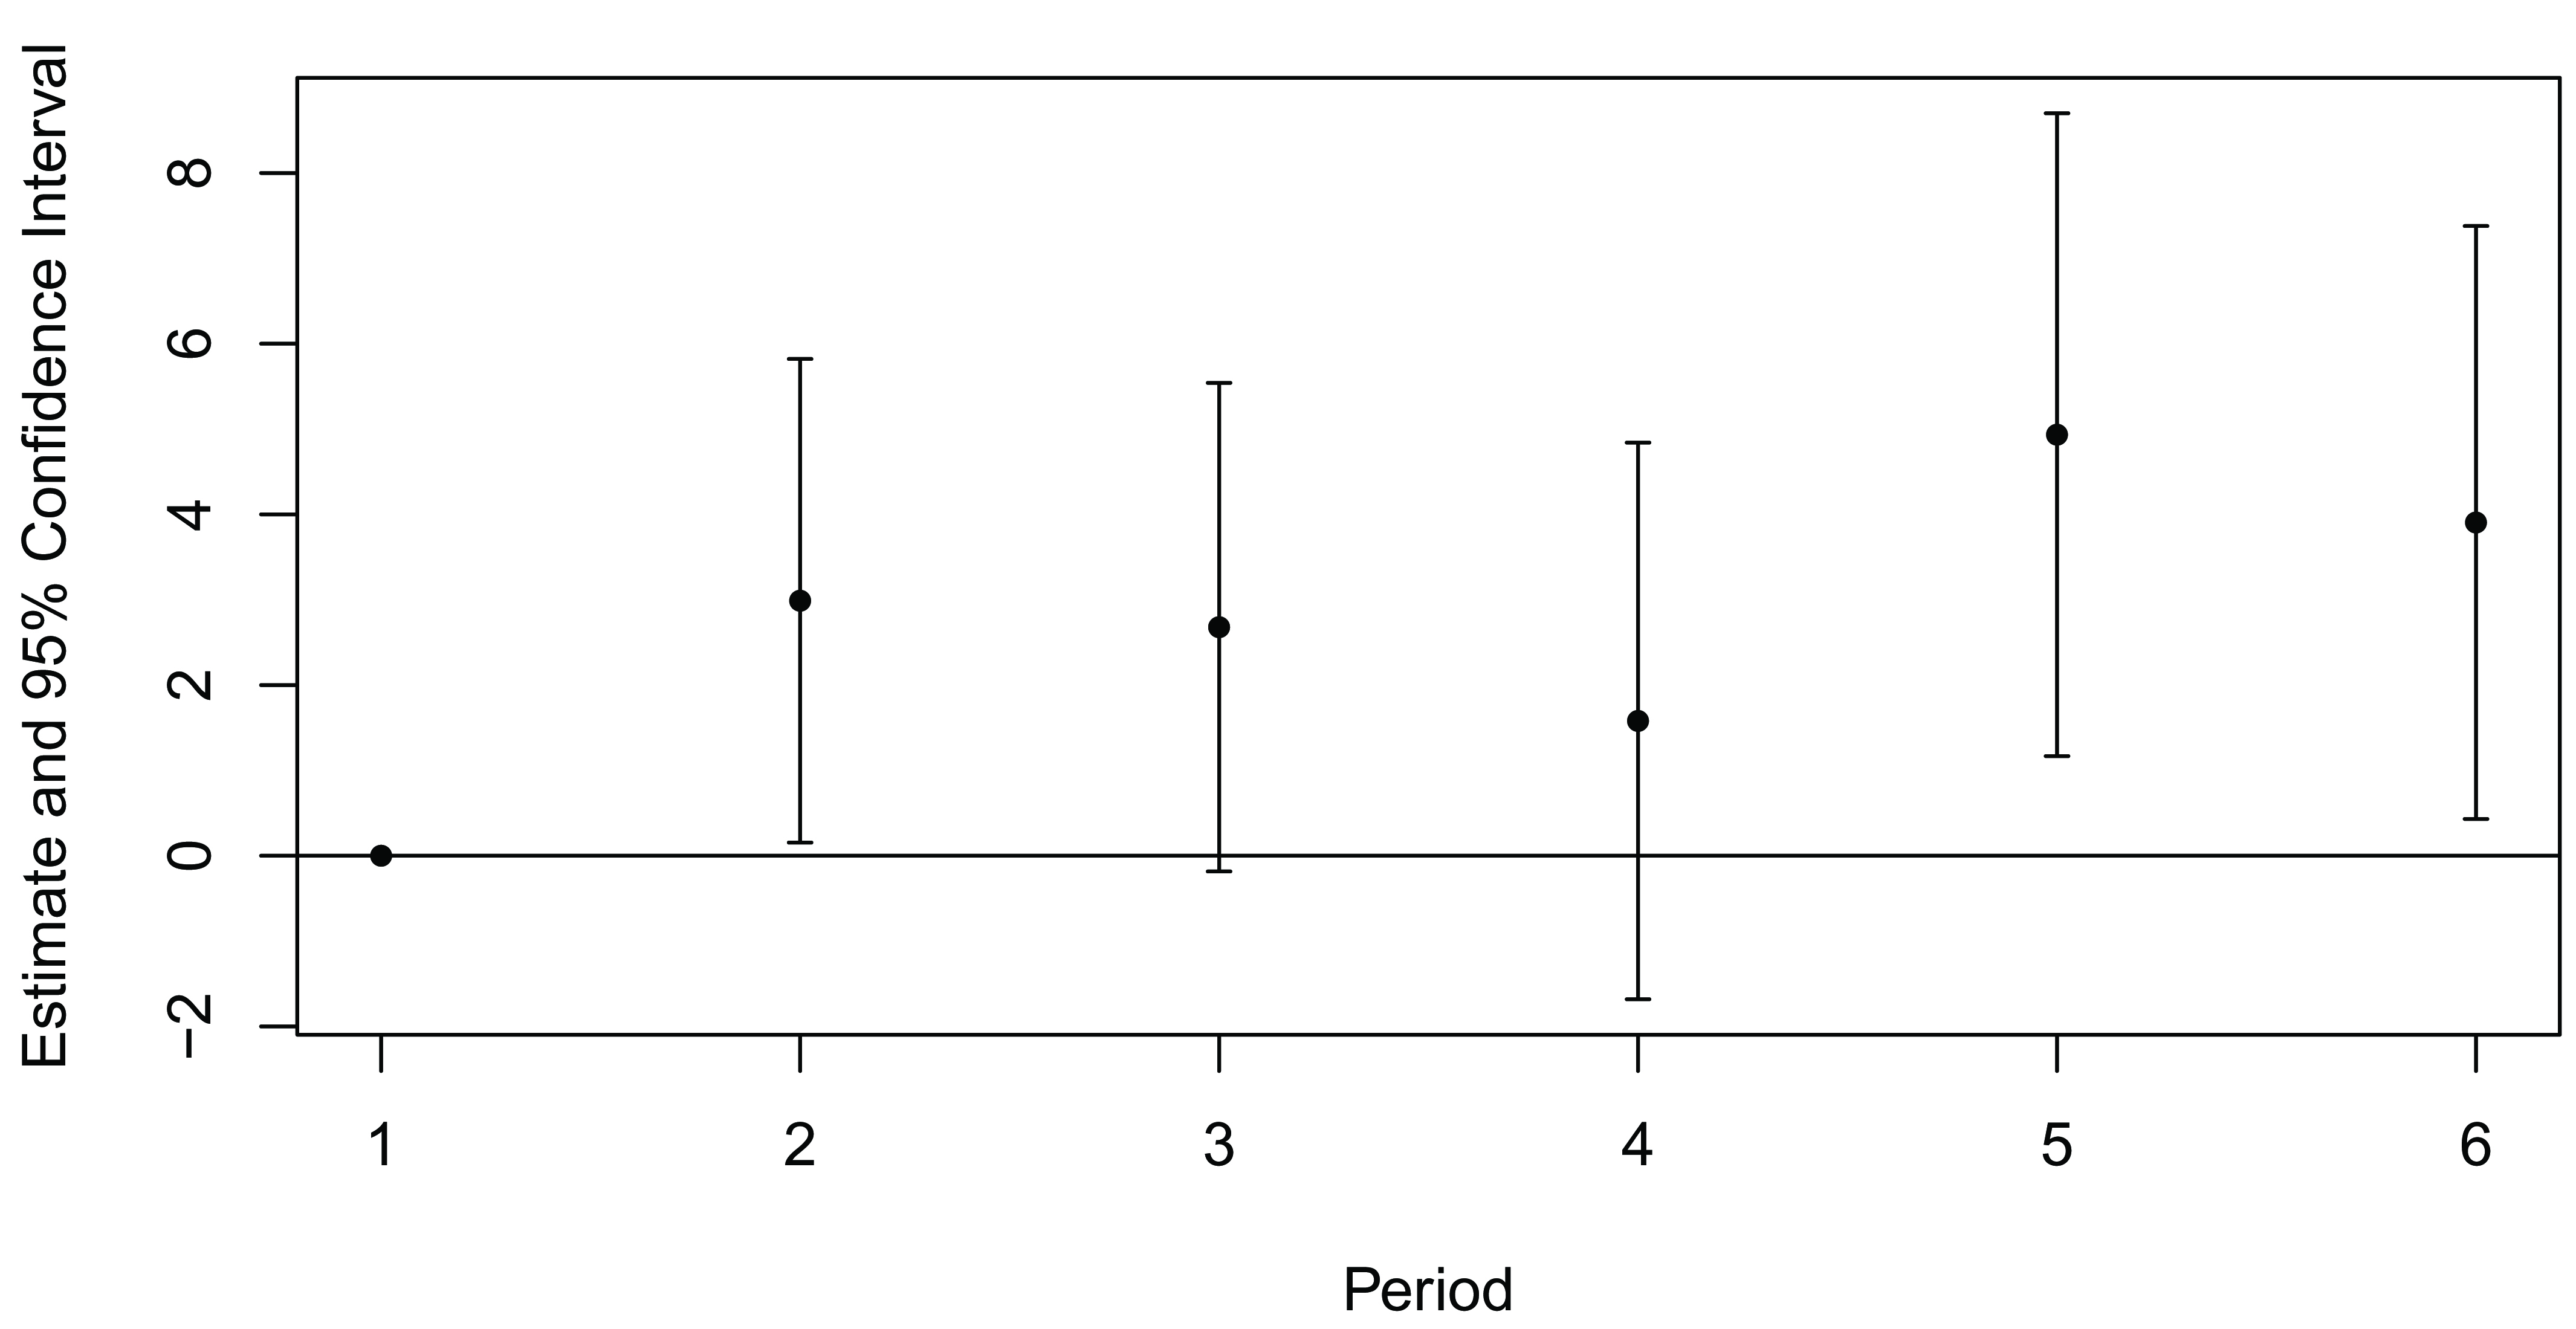 Estimate and 95% Confidence Interval
8
6
4
2
0
−2
1 2 3 4 5 6
Period